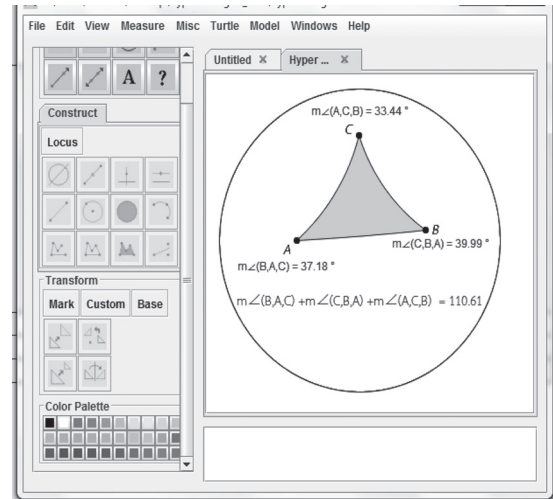 File Edit View Measure Misc Turtle Model Windows Help
Untitled X Hyper ... X
A ?
Construct
Locus
Transform
Mark Custom Base
Color Palette
m∠(A,C,B) = 33.44 °
C
B
A
m∠(C,B,A) = 39.99 °
m∠(B,A,C) = 37.18 °
m∠(B,A,C) +m∠(C,B,A) +m∠(A,C,B) = 110.61